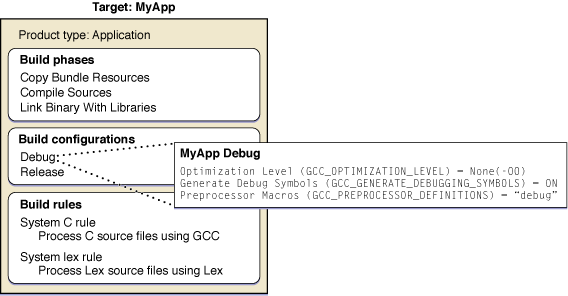 Target: MyApp
Product type: Application
Build phases
Copy Bundle Resources
Compile Sources
Link Binary With Libraries
Build configurations
Debug
Release
MyApp Debug
Optimization Level (GCC_OPTIMIZATION_LEVEL) = None(-OO)
Generate Debug Symbols (GCC_GENERATE_DEBUGGING_SYMBOLS) = ON
Preprocessor Macros (GCC_PREPROCESSOR_DEFINITIONS) = “debug”
Build rules
System C rule
Process C source files using GCC
System lex rule
Process Lex source files using Lex